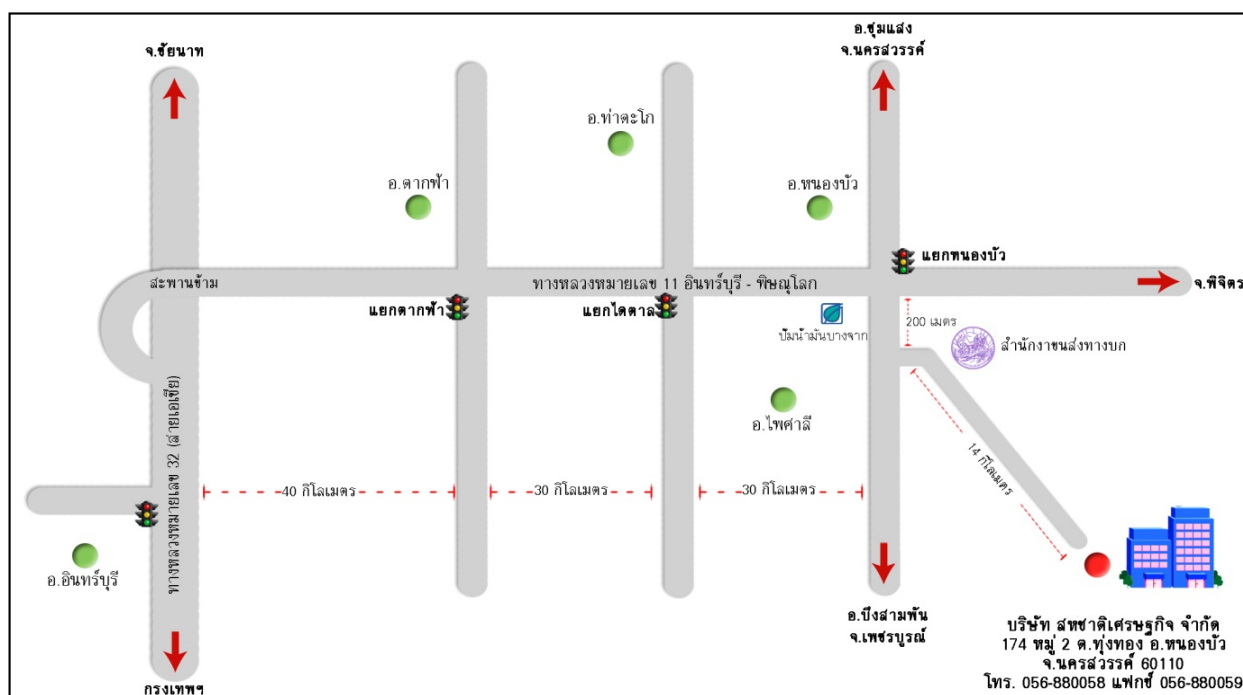 จ.ชัยนาท
อ.ชุมแสง
จ.นครสวรรค์
อ.ท่าตะโก
อ.ตากฟ้า
อ.หนองบัว
แยกหนองบัว
สะพานข้าม
ทางหลวงหมายเลข 11 อินทร์บุรี - พิษณุโลก
จ.พิจิตร
แยกตากฟ้า
แยกไดตาล
ปั๊มน้ำมันบางจาก
200 เมตร
สำนักงาขนส่งทางบก
อ.ไพศาลี
14 กิโลเมตร
ทางหลวงหมายเลข 32 (สายเอเชีย)
40 กิโลเมตร
30 กิโลเมตร
30 กิโลเมตร
อ.อินทร์บุรี
อ.บึงสามพัน
จ.เพชรบูรณ์
กรุงเทพฯ
บริษัท สหชาติเศรษฐกิจ จำกัด
174 หมู่ 2 ต.ทุ่งทอง อ.หนองบัว
จ.นครสวรรค์ 60110
โทร. 056-880058 แฟกซ์ 056-880059